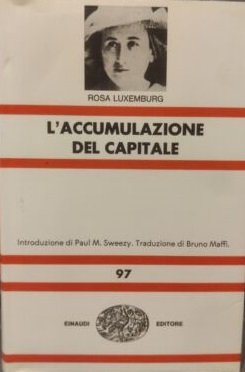 ROSA LUXEMBURG
L'ACCUMULAZIONE
DEL CAPITALE
Introduzione di Paul M. Sweezy. Traduzione di Bruno Maffi.
97
EINAUDI EDITORE